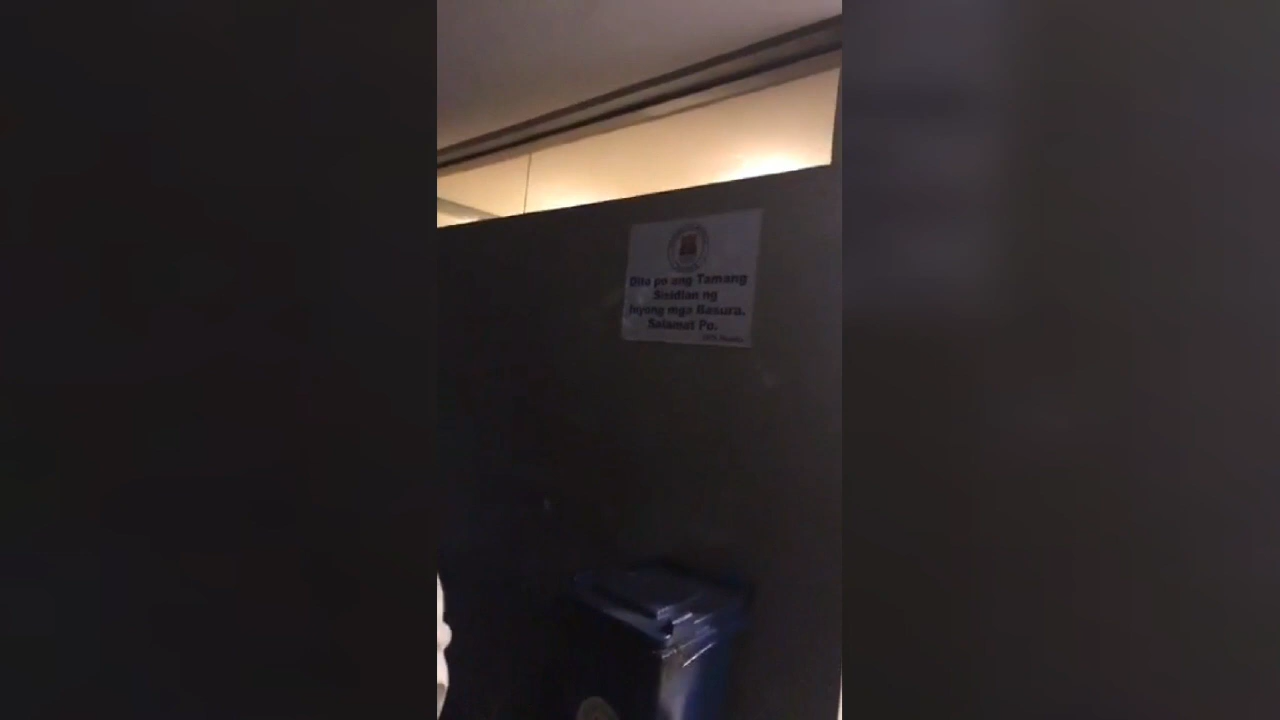 Dito po ang Tamang
Sisidlan ng
Inyong mga Basura.
Salamat Po.